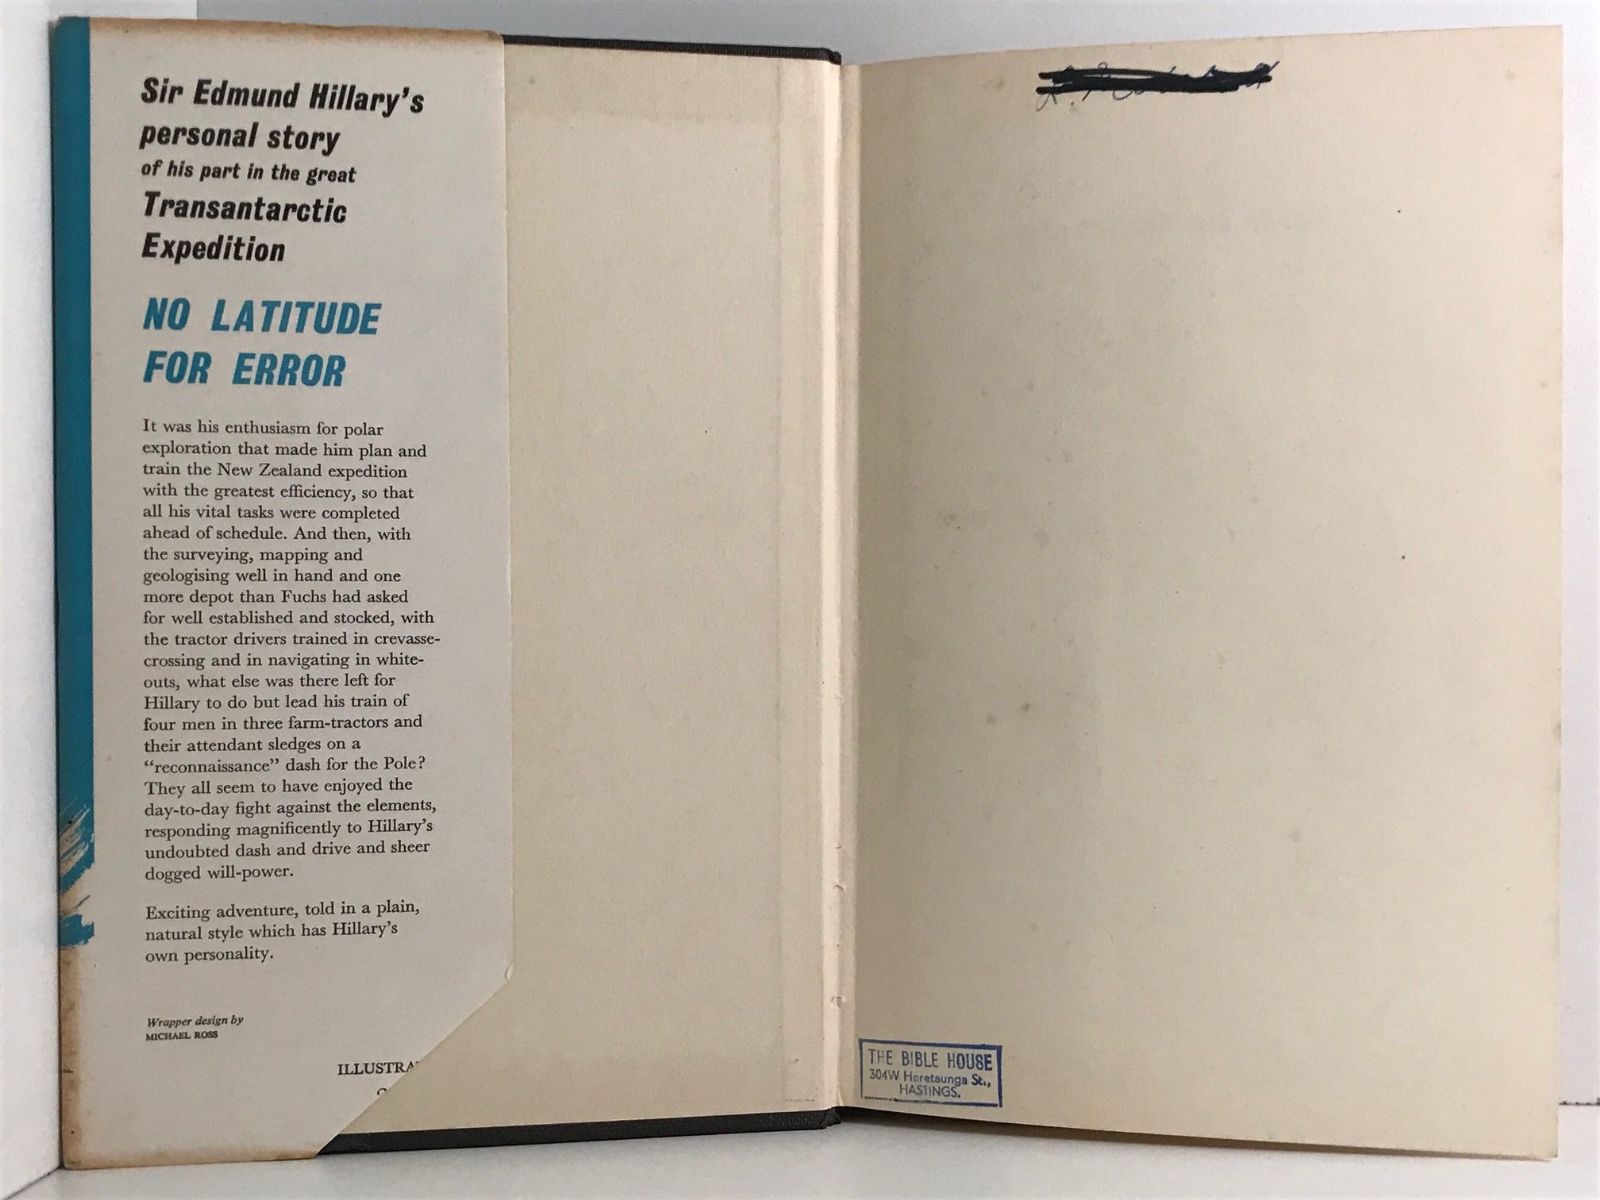 Sir Edmund Hillary's
personal story
of his part in the great
Transantarctic
Expedition
NO LATITUDE
FOR ERROR
It was his enthusiasm for polar
exploration that made him plan and
train the New Zealand expedition
with the greatest efficiency, so that
all his vital tasks were completed
ahead of schedule. And then, with
the surveying, mapping and
geologising well in hand and one
more depot than Fuchs had asked
for well established and stocked, with
the tractor drivers trained in crevasse-
crossing and in navigating in white-
outs, what else was there left for
Hillary to do but lead his train of
four men in three farm-tractors and
their attendant sledges on a
“reconnaissance” dash for the Pole?
They all seem to have enjoyed the
day-to-day fight against the elements,
responding magnificently to Hillary's
undoubted dash and drive and sheer
dogged will-power.
Exciting adventure, told in a plain,
natural style which has Hillary's
own personality.
Wrapper design by
MICHAEL ROSS
ILLUSTRA
THE BIBLE HOUSE
304W Heretaunga St.,
HASTINGS.